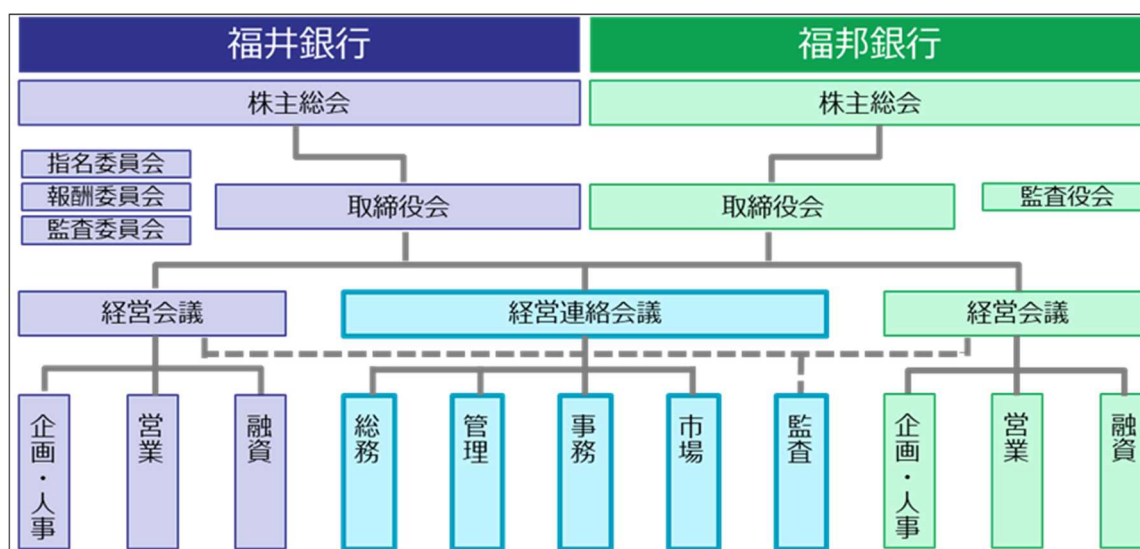 福井銀行
福邦銀行
株主総会
株主総会
指名委員会
報酬委員会
監査委員会
取締役会
取締役会
監査役会
経営会議
経営連絡会議
経営会議
企画・人事
営業
融資
総務
管理
事務
市場
監査
企画・人事
営業
融資